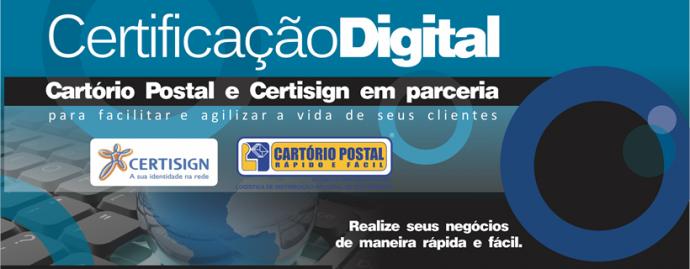 CertificaçãoDigital
Cartório Postal e Certisign em parceria
para facilitar e agilizar a vida de seus clientes
CERTISIGN
A sua identidade na rede
CARTÓRIO POSTAL
RÁPIDO E FÁCIL
Realize seus negócios
de maneira rápida e fácil.